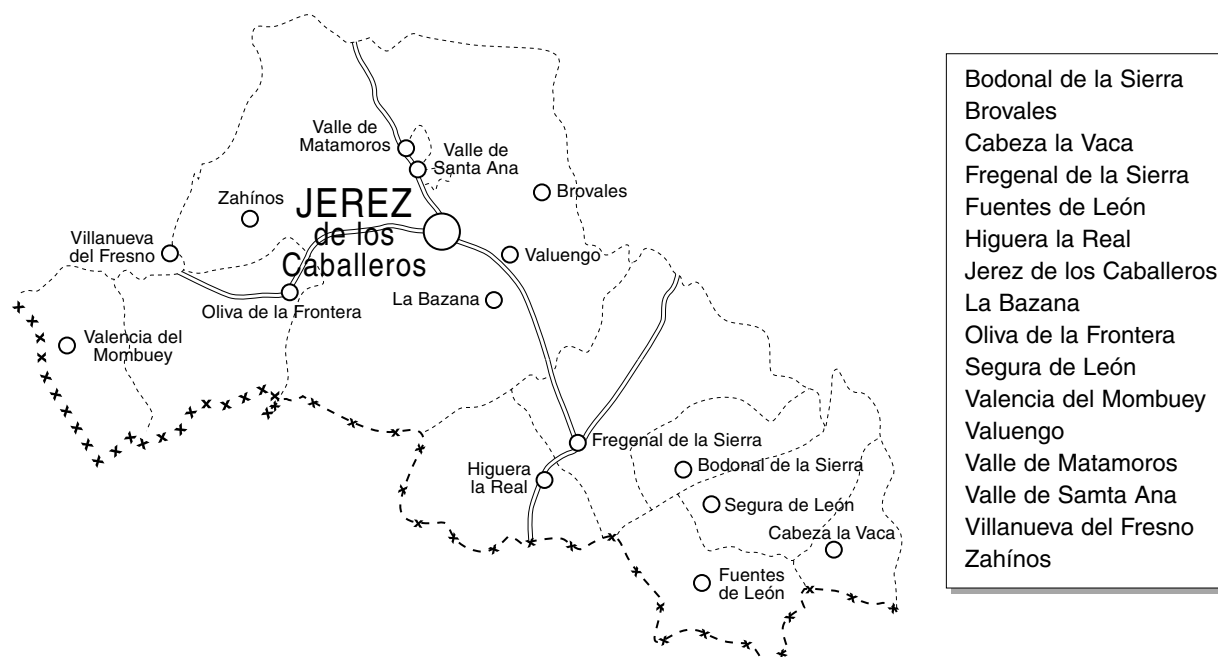 Valle de
Matamoros
Valle de
Santa Ana
Zahínos
JEREZ
de los
Caballeros
Brovales
Villanueva
del Fresno
Valuengo
Oliva de la Frontera
La Bazana
Valencia del
Mombuey
Fregenal de la Sierra
Higuera
la Real
Bodonal de la Sierra
Segura de León
Cabeza la Vaca
Fuentes
de León
Bodonal de la Sierra
Brovales
Cabeza la Vaca
Fregenal de la Sierra
Fuentes de León
Higuera la Real
Jerez de los Caballeros
La Bazana
Oliva de la Frontera
Segura de León
Valencia del Mombuey
Valuengo
Valle de Matamoros
Valle de Samta Ana
Villanueva del Fresno
Zahínos